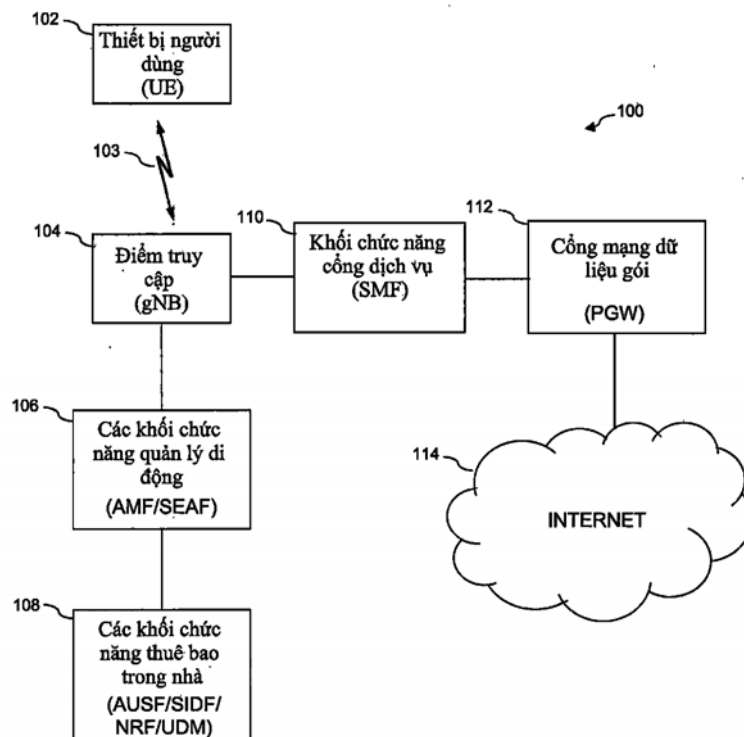 102
Thiết bị người
dùng
(UE)
100
103
104
Điểm truy
cập
(gNB)
110
Khối chức năng
cổng dịch vụ
(SMF)
112
Cổng mạng dữ
liệu gói
(PGW)
106
Các khối chức
năng quản lý di
động
(AMF/SEAF)
114
INTERNET
108
Các khối chức
năng thuê bao
trong nhà
(AUSF/SIDF/
NRF/UDM)